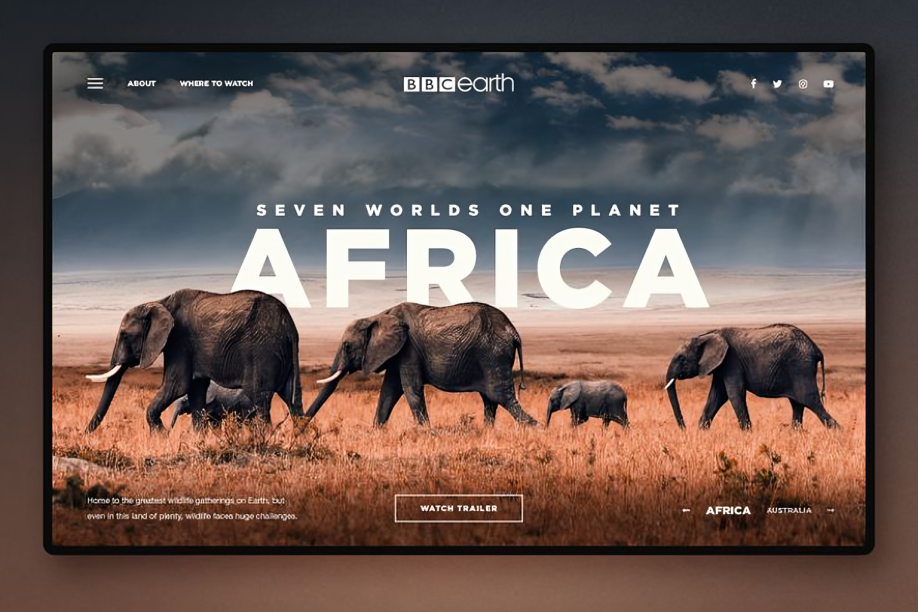 ABOUT WHERE TO WATCH BBC earth
SEVEN WORLDS ONE PLANET
AFRICA
Home to the greatest wildlife gatherings on Earth, but
even in this land of plenty, wildlife faces huge challenges.
WATCH TRAILER
← AFRICA AUSTRALIA →